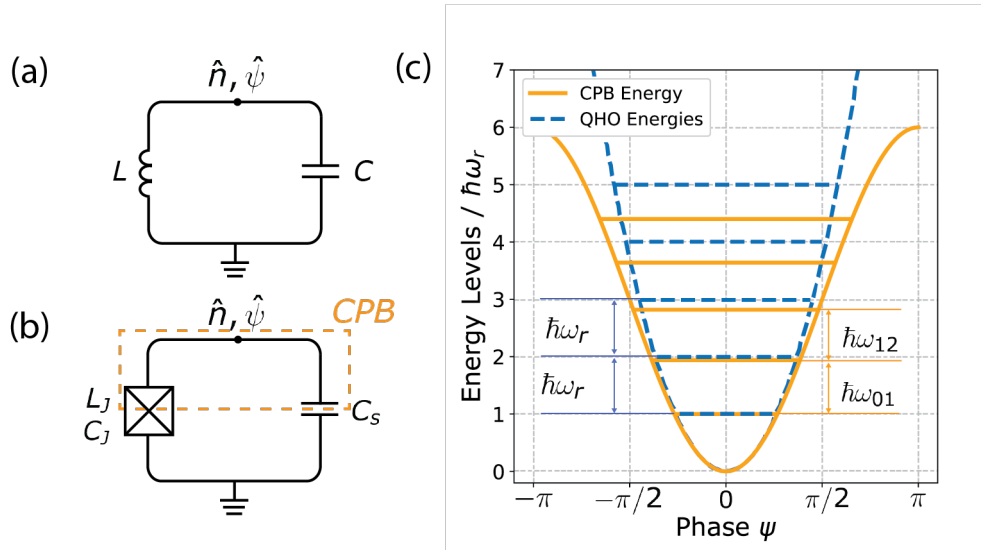 (a)
n̂, ψ̂
L
C
(b)
n̂, ψ̂
CPB
L_J
C_J
C_S
(c)
Energy Levels / ℏω_r
7
6
5
4
3
2
1
0
CPB Energy
QHO Energies
ℏω_r
ℏω_r
ℏω_12
ℏω_01
−π
−π/2
0
π/2
π
Phase ψ